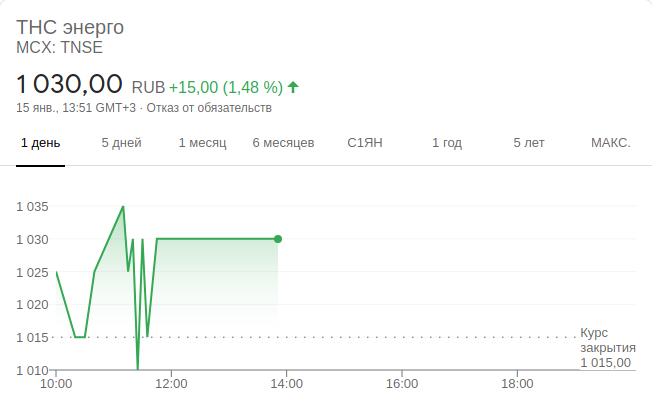 ТНС энерго
MCX: TNSE
1 030,00 RUB +15,00 (1,48 %)
15 янв., 13:51 GMT+3 · Отказ от обязательств
1 день 5 дней 1 месяц 6 месяцев С1ЯН 1 год 5 лет МАКС.
1 035
1 030
1 025
1 020
1 015
1 010
Курс
закрытия
1 015,00
10:00 12:00 14:00 16:00 18:00